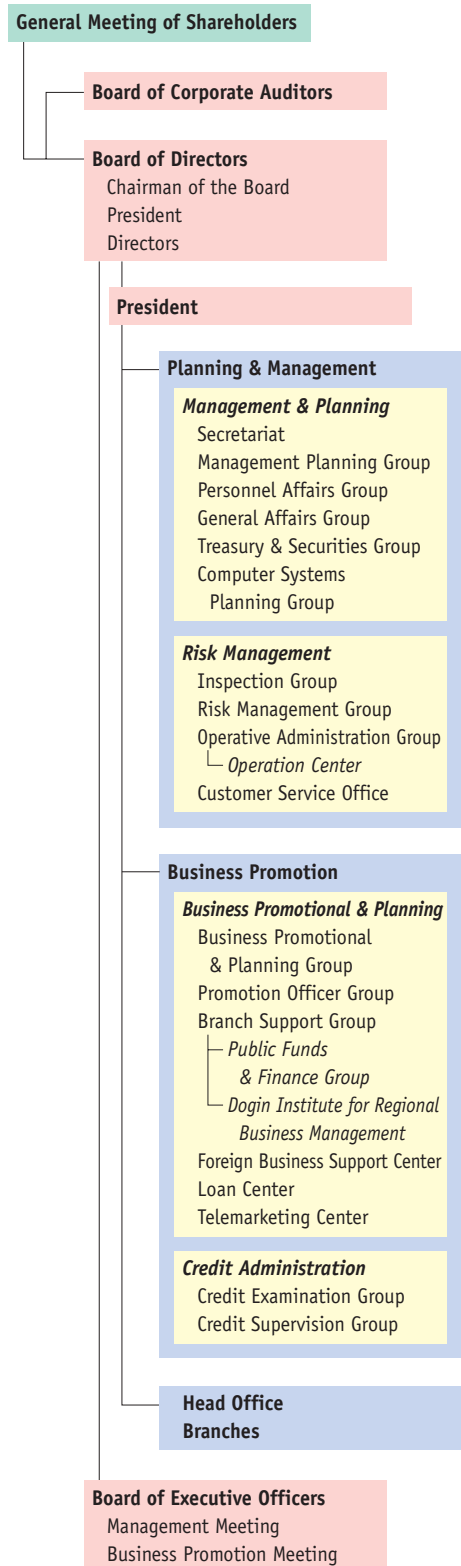 General Meeting of Shareholders
Board of Corporate Auditors
Board of Directors
Chairman of the Board
President
Directors
President
Planning & Management
Management & Planning
Secretariat
Management Planning Group
Personnel Affairs Group
General Affairs Group
Treasury & Securities Group
Computer Systems
Planning Group
Risk Management
Inspection Group
Risk Management Group
Operative Administration Group
Operation Center
Customer Service Office
Business Promotion
Business Promotional & Planning
Business Promotional
& Planning Group
Promotion Officer Group
Branch Support Group
Public Funds
& Finance Group
Dogin Institute for Regional
Business Management
Foreign Business Support Center
Loan Center
Telemarketing Center
Credit Administration
Credit Examination Group
Credit Supervision Group
Head Office
Branches
Board of Executive Officers
Management Meeting
Business Promotion Meeting